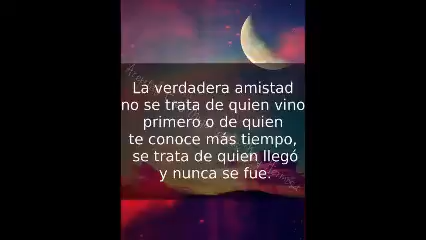 La verdadera amistad
no se trata de quien vino
primero o de quien
te conoce más tiempo,
se trata de quien llegó
y nunca se fue.